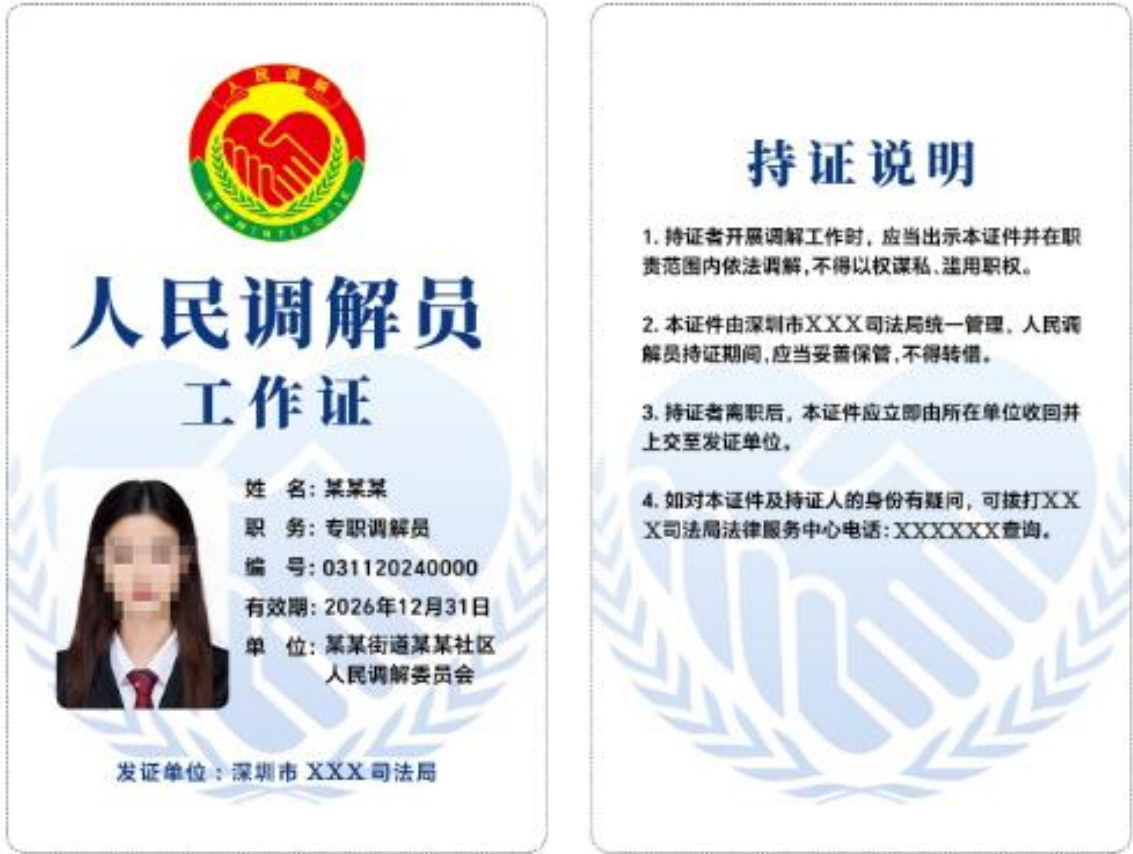 人民调解
RENMINTIAOJIE
人民调解员
工作证
姓 名：某某某
职 务：专职调解员
编 号：031120240000
有效期：2026年12月31日
单 位：某某街道某某社区
人民调解委员会
发证单位：深圳市 XXX 司法局
持证说明
1. 持证者开展调解工作时，应当出示本证件并在职
责范围内依法调解，不得以权谋私、滥用职权。
2. 本证件由深圳市XXX司法局统一管理，人民调
解员持证期间，应当妥善保管，不得转借。
3. 持证者离职后，本证件应立即由所在单位收回并
上交至发证单位。
4. 如对本证件及持证人的身份有疑问，可拨打XX
X司法局法律服务中心电话：XXXXXX查询。